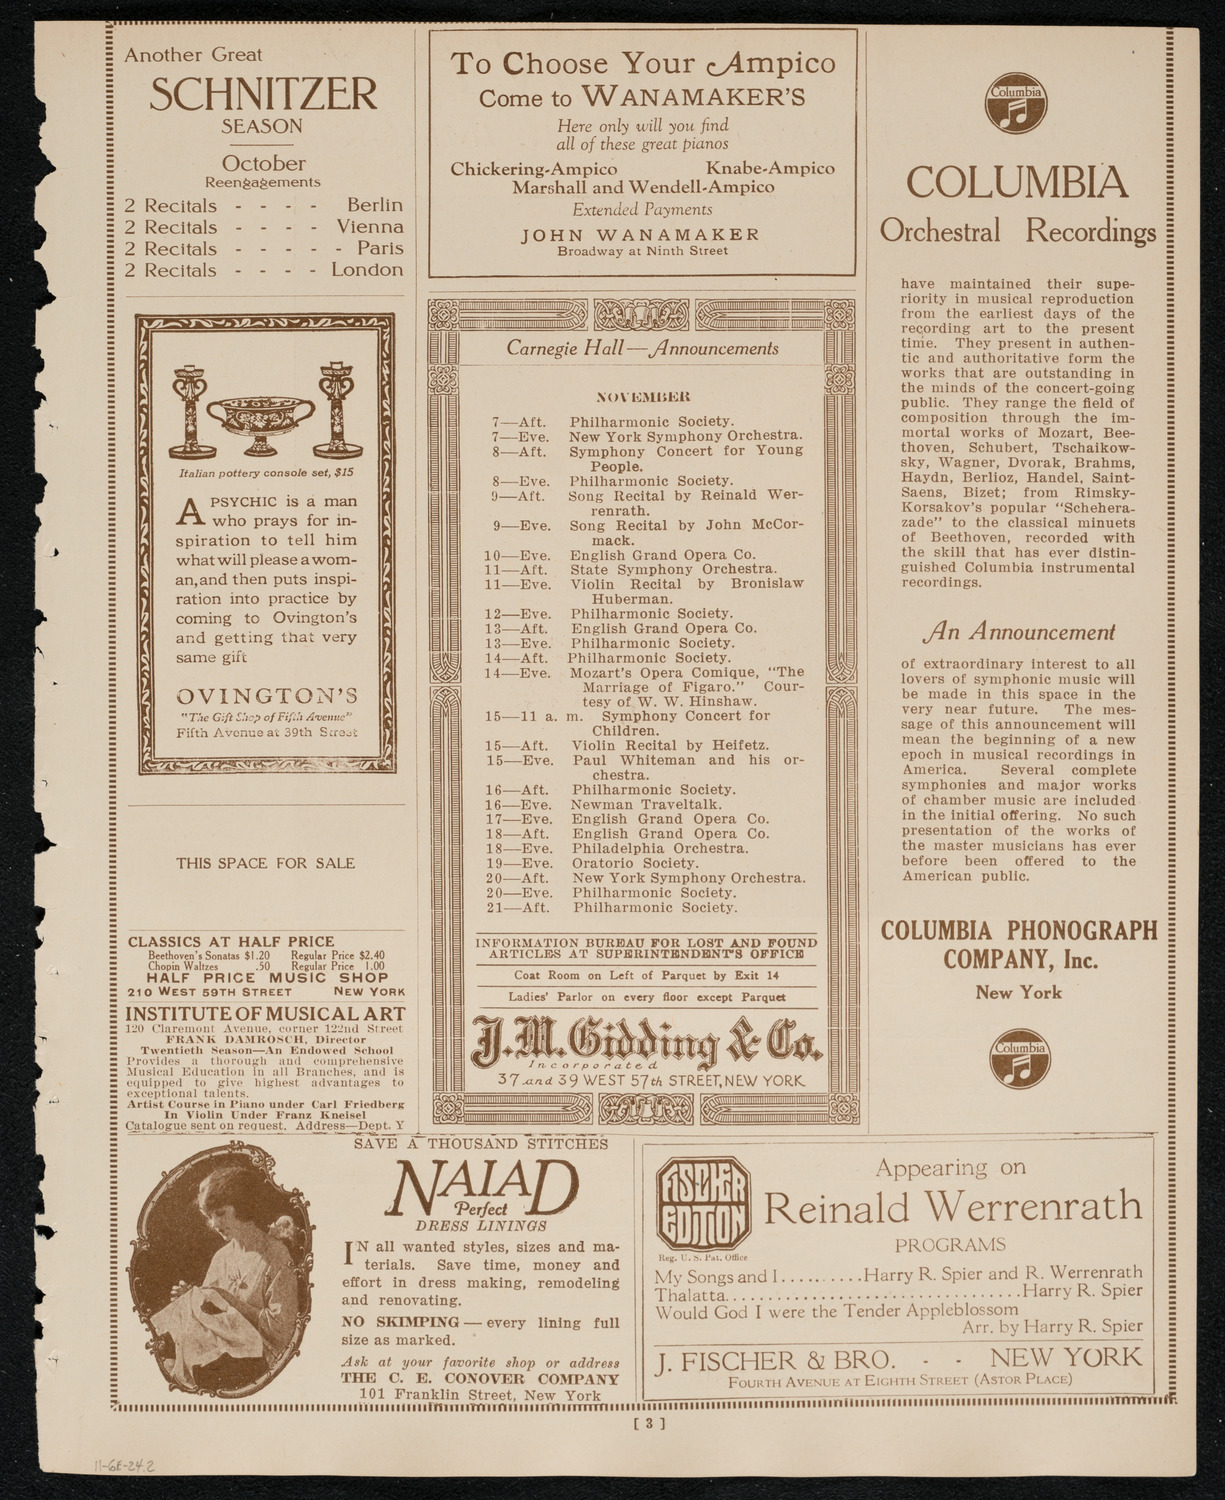 Another Great
SCHNITZER
SEASON
October
Reengagements
2 Recitals - - - - Berlin
2 Recitals - - - - Vienna
2 Recitals - - - - - Paris
2 Recitals - - - - London
Italian pottery console set, $15
A PSYCHIC is a man
who prays for in-
spiration to tell him
what will please a wom-
an, and then puts inspi-
ration into practice by
coming to Ovington's
and getting that very
same gift
OVINGTON'S
"The Gift Shop of Fifth Avenue"
Fifth Avenue at 39th Street
THIS SPACE FOR SALE
CLASSICS AT HALF PRICE
Beethoven's Sonatas $1.20 Regular Price $2.40
Chopin Waltzes .50 Regular Price 1.00
HALF PRICE MUSIC SHOP
210 WEST 59TH STREET NEW YORK
INSTITUTE OF MUSICAL ART
120 Claremont Avenue, corner 122nd Street
FRANK DAMROSCH, Director
Twentieth Season—An Endowed School
Provides a thorough and comprehensive
Musical Education in all Branches, and is
equipped to give highest advantages to
exceptional talents.
Artist Course in Piano under Carl Friedberg
In Violin Under Franz Kneisel
Catalogue sent on request. Address—Dept. Y
To Choose Your Ampico
Come to WANAMAKER'S
Here only will you find
all of these great pianos
Chickering-Ampico Knabe-Ampico
Marshall and Wendell-Ampico
Extended Payments
JOHN WANAMAKER
Broadway at Ninth Street
Carnegie Hall—Announcements
NOVEMBER
7—Aft. Philharmonic Society.
7—Eve. New York Symphony Orchestra.
8—Aft. Symphony Concert for Young
People.
8—Eve. Philharmonic Society.
9—Aft. Song Recital by Reinald Wer-
renrath.
9—Eve. Song Recital by John McCor-
mack.
10—Eve. English Grand Opera Co.
11—Aft. State Symphony Orchestra.
11—Eve. Violin Recital by Bronislaw
Huberman.
12—Eve. Philharmonic Society.
13—Aft. English Grand Opera Co.
13—Eve. Philharmonic Society.
14—Aft. Philharmonic Society.
14—Eve. Mozart's Opera Comique, "The
Marriage of Figaro." Cour-
tesy of W. W. Hinshaw.
15—11 a. m. Symphony Concert for
Children.
15—Aft. Violin Recital by Heifetz.
15—Eve. Paul Whiteman and his or-
chestra.
16—Aft. Philharmonic Society.
16—Eve. Newman Traveltalk.
17—Eve. English Grand Opera Co.
18—Aft. English Grand Opera Co.
18—Eve. Philadelphia Orchestra.
19—Eve. Oratorio Society.
20—Aft. New York Symphony Orchestra.
20—Eve. Philharmonic Society.
21—Aft. Philharmonic Society.
INFORMATION BUREAU FOR LOST AND FOUND
ARTICLES AT SUPERINTENDENT'S OFFICE
Coat Room on Left of Parquet by Exit 14
Ladies' Parlor on every floor except Parquet
J. M. Gidding & Co.
Incorporated
37 and 39 WEST 57th STREET, NEW YORK
Columbia
COLUMBIA
Orchestral Recordings
have maintained their supe-
riority in musical reproduction
from the earliest days of the
recording art to the present
time. They present in authen-
tic and authoritative form the
works that are outstanding in
the minds of the concert-going
public. They range the field of
composition through the im-
mortal works of Mozart, Bee-
thoven, Schubert, Tschaikow-
sky, Wagner, Dvorak, Brahms,
Haydn, Berlioz, Handel, Saint-
Saens, Bizet; from Rimsky-
Korsakov's popular "Schehera-
zade" to the classical minuets
of Beethoven, recorded with
the skill that has ever distin-
guished Columbia instrumental
recordings.
An Announcement
of extraordinary interest to all
lovers of symphonic music will
be made in this space in the
very near future. The mes-
sage of this announcement will
mean the beginning of a new
epoch in musical recordings in
America. Several complete
symphonies and major works
of chamber music are included
in the initial offering. No such
presentation of the works of
the master musicians has ever
before been offered to the
American public.
COLUMBIA PHONOGRAPH
COMPANY, Inc.
New York
Columbia
SAVE A THOUSAND STITCHES
NAIAD
Perfect
DRESS LININGS
IN all wanted styles, sizes and ma-
terials. Save time, money and
effort in dress making, remodeling
and renovating.
NO SKIMPING—every lining full
size as marked.
Ask at your favorite shop or address
THE C. E. CONOVER COMPANY
101 Franklin Street, New York
FISCHER
EDITION
Reg. U. S. Pat. Office
Appearing on
Reinald Werrenrath
PROGRAMS
My Songs and I..........Harry R. Spier and R. Werrenrath
Thalatta................................Harry R. Spier
Would God I were the Tender Appleblossom
Arr. by Harry R. Spier
J. FISCHER & BRO. - - NEW YORK
FOURTH AVENUE AT EIGHTH STREET (ASTOR PLACE)
[ 3 ]
11-6E-24.2